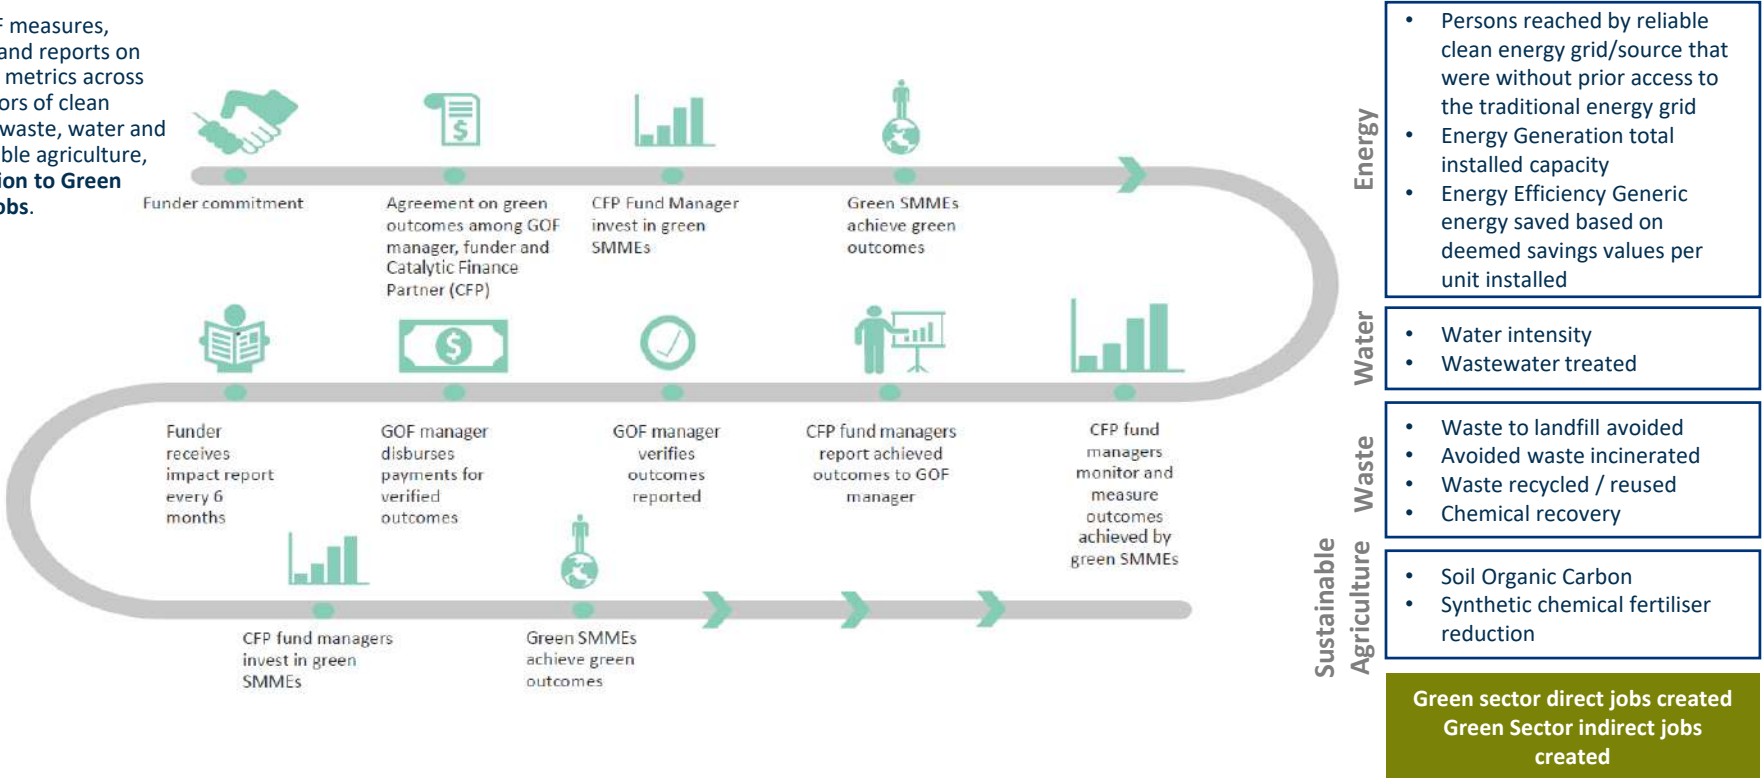 F measures,
and reports on
metrics across
ors of clean
waste, water and
ble agriculture,
ion to Green
obs.
Funder commitment
Agreement on green
outcomes among GOF
manager, funder and
Catalytic Finance
Partner (CFP)
CFP Fund Manager
invest in green
SMMEs
Green SMMEs
achieve green
outcomes
Funder
receives
impact report
every 6
months
GOF manager
disburses
payments for
verified
outcomes
GOF manager
verifies
outcomes
reported
CFP fund managers
report achieved
outcomes to GOF
manager
CFP fund
managers
monitor and
measure
outcomes
achieved by
green SMMEs
CFP fund managers
invest in green
SMMEs
Green SMMEs
achieve green
outcomes
Energy
• Persons reached by reliable
clean energy grid/source that
were without prior access to
the traditional energy grid
• Energy Generation total
installed capacity
• Energy Efficiency Generic
energy saved based on
deemed savings values per
unit installed
Water
• Water intensity
• Wastewater treated
Waste
• Waste to landfill avoided
• Avoided waste incinerated
• Waste recycled / reused
• Chemical recovery
Sustainable
Agriculture
• Soil Organic Carbon
• Synthetic chemical fertiliser
reduction
Green sector direct jobs created
Green Sector indirect jobs
created